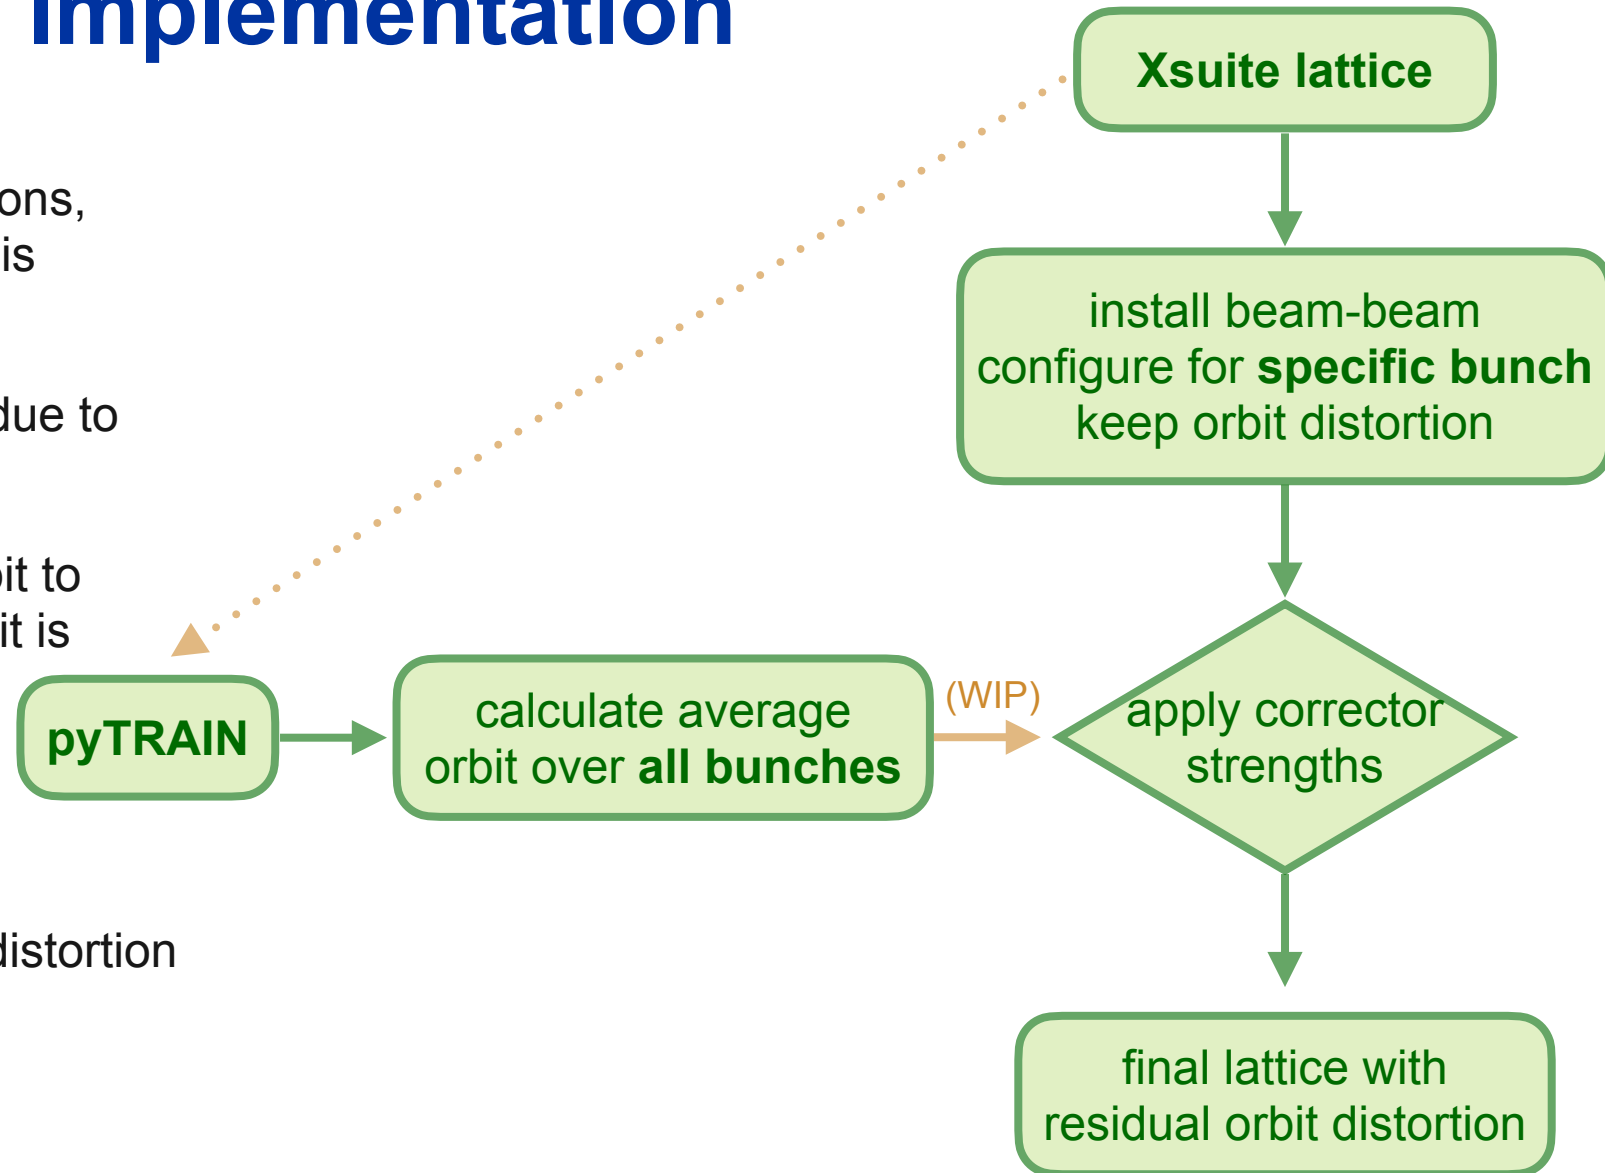 Implementation
ons,
is
due to
bit to
it is
distortion
Xsuite lattice
install beam-beam
configure for specific bunch
keep orbit distortion
pyTRAIN
calculate average
orbit over all bunches
(WIP)
apply corrector
strengths
final lattice with
residual orbit distortion